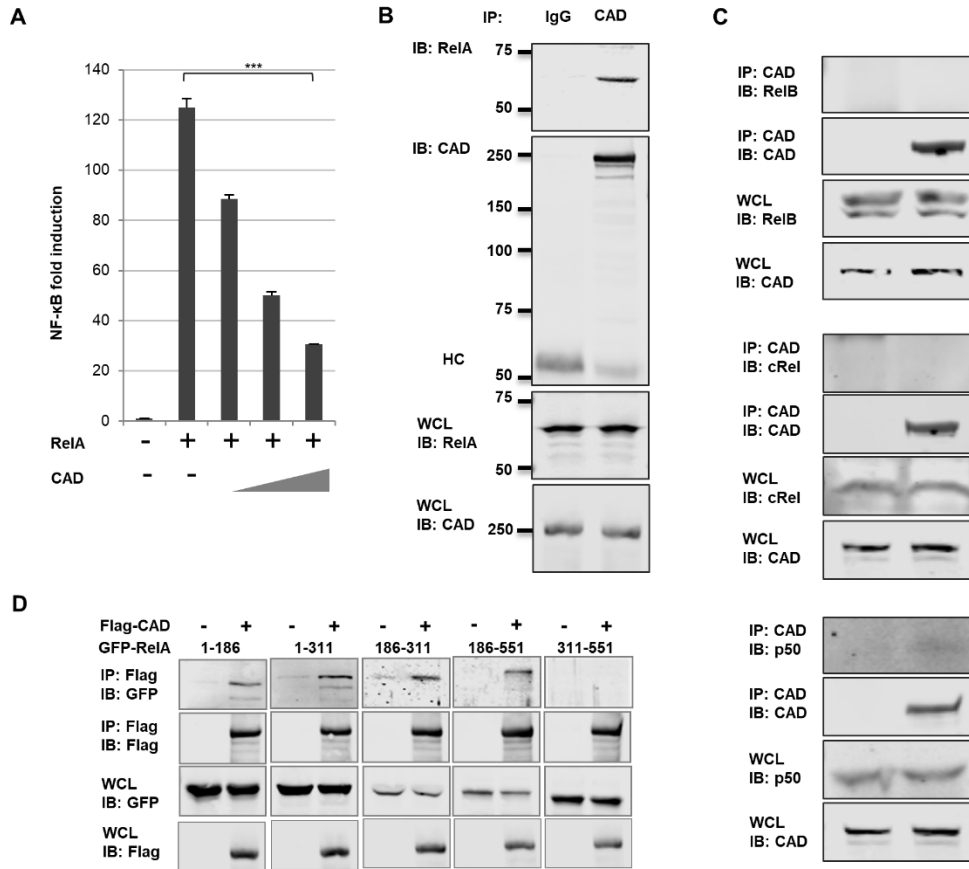 A
***
140
120
100
80
60
40
20
0
NF-κB fold induction
RelA - + + + +
CAD - -
B
IP: IgG CAD
IB: RelA
75
50
IB: CAD
250
150
100
75
HC
50
WCL
IB: RelA
75
50
WCL
IB: CAD
250
C
IP: CAD
IB: RelB
IP: CAD
IB: CAD
WCL
IB: RelB
WCL
IB: CAD
IP: CAD
IB: cRel
IP: CAD
IB: CAD
WCL
IB: cRel
WCL
IB: CAD
IP: CAD
IB: p50
IP: CAD
IB: CAD
WCL
IB: p50
WCL
IB: CAD
D
Flag-CAD - + - + - + - + - +
GFP-RelA 1-186 1-311 186-311 186-551 311-551
IP: Flag
IB: GFP
IP: Flag
IB: Flag
WCL
IB: GFP
WCL
IB: Flag